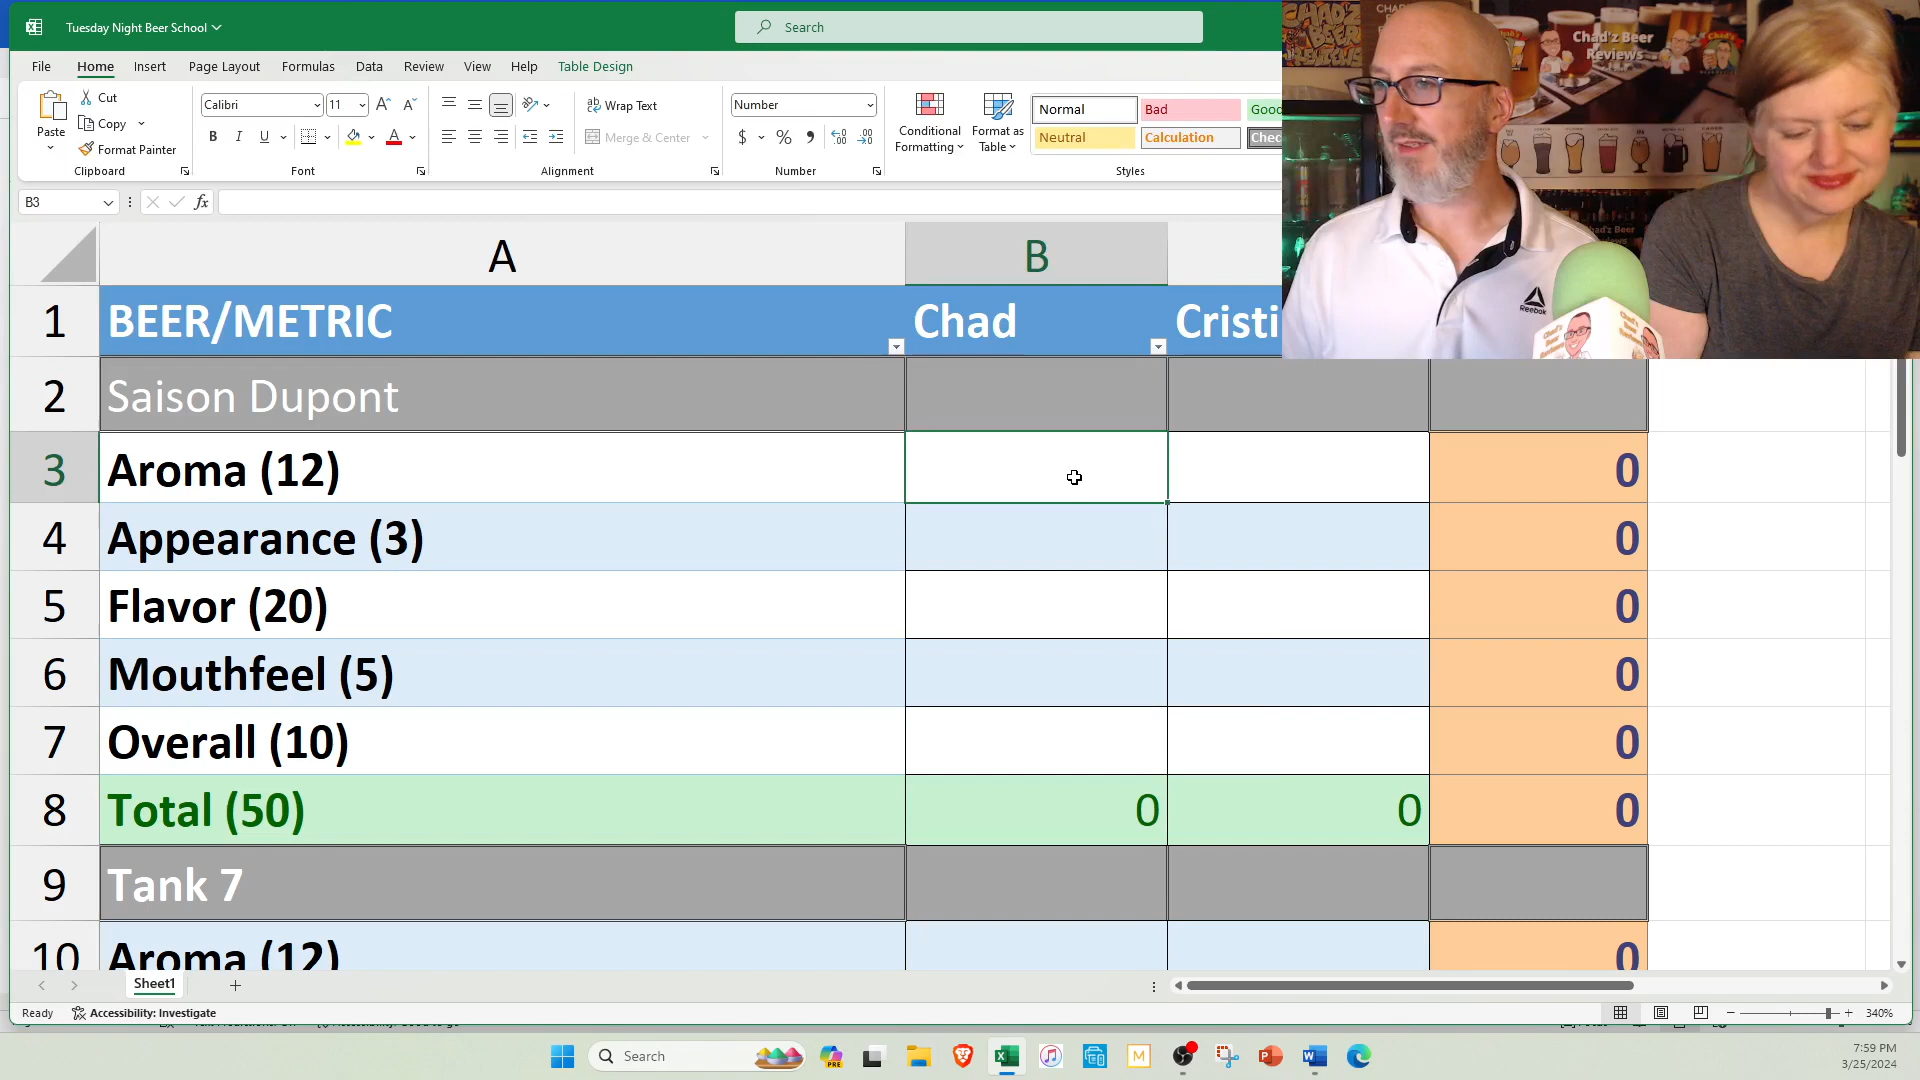 Tuesday Night Beer School
Search
File Home Insert Page Layout Formulas Data Review View Help Table Design
Paste
Cut
Copy
Format Painter
Clipboard
Calibri 11
B I U
Font
Wrap Text
Merge & Center
Alignment
Number
$ % ,
Number
Conditional Formatting
Format as Table
Normal Bad Good
Neutral Calculation Chec
Styles
Chad'z Beer
Reviews
Reebok
B3 fx
A B
1 BEER/METRIC Chad Cristi
2 Saison Dupont
3 Aroma (12) 0
4 Appearance (3) 0
5 Flavor (20) 0
6 Mouthfeel (5) 0
7 Overall (10) 0
8 Total (50) 0 0 0
9 Tank 7
10 Aroma (12) 0
Sheet1
Ready Accessibility: Investigate 340%
Search
PRE
7:59 PM
3/25/2024